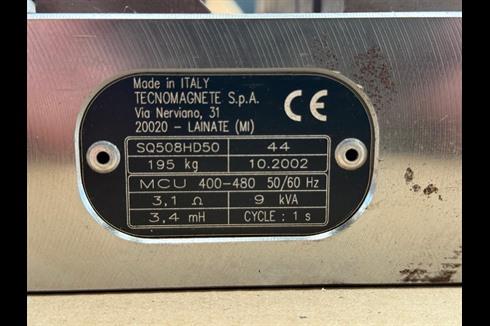 Made in ITALY
TECNOMAGNETE S.p.A.
Via Nerviano, 31
20020 - LAINATE (MI)
CE
SQ508HD50 44
195 kg 10.2002
MCU 400-480 50/60 Hz
3,1 Ω 9 kVA
3,4 mH CYCLE : 1 s